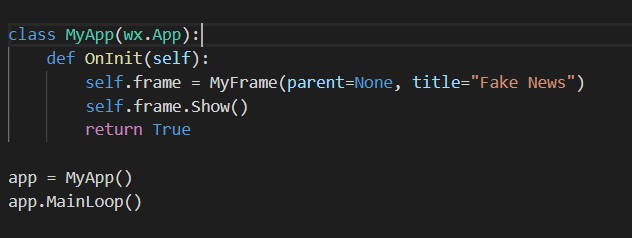 class MyApp(wx.App):
    def OnInit(self):
        self.frame = MyFrame(parent=None, title="Fake News")
        self.frame.Show()
        return True

app = MyApp()
app.MainLoop()